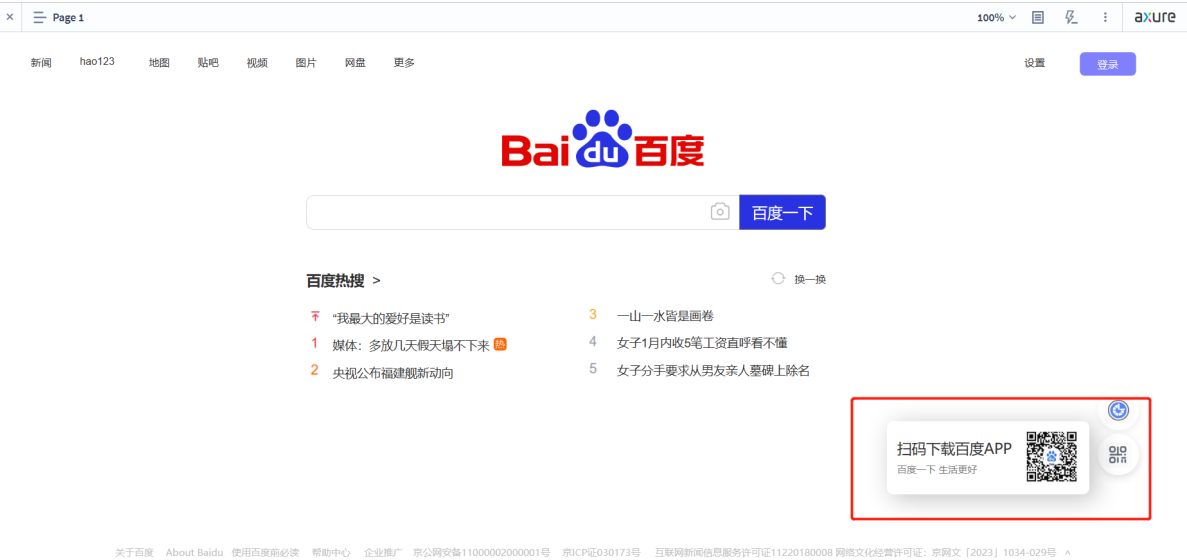 Page 1
100%
axure
新闻 hao123 地图 贴吧 视频 图片 网盘 更多 设置 登录
Baidu百度
百度一下
百度热搜 >
换一换
“我最大的爱好是读书”
1 媒体：多放几天假天塌不下来 热
2 央视公布福建舰新动向
3 一山一水皆是画卷
4 女子1月内收5笔工资直呼看不懂
5 女子分手要求从男友亲人墓碑上除名
扫码下载百度APP
百度一下 生活更好
关于百度 About Baidu 使用百度前必读 帮助中心 企业推广 京公网安备11000002000001号 京ICP证030173号 互联网新闻信息服务许可证11220180008 网络文化经营许可证：京网文「2023」1034-029号